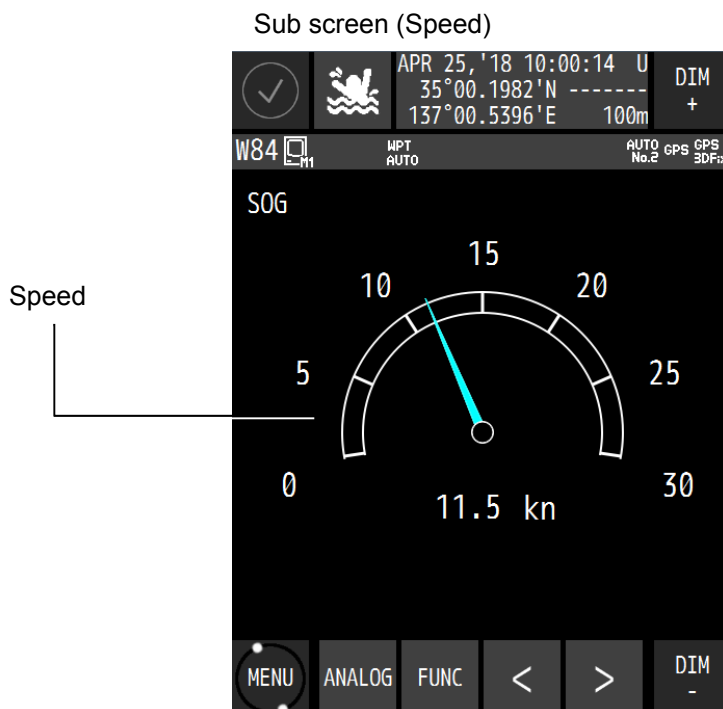 Sub screen (Speed)
APR 25,'18 10:00:14 U
35°00.1982'N -------
137°00.5396'E 100m
DIM
+
W84 M1 WPT AUTO AUTO No.2 GPS GPS 3DFix
SOG
15
10 20
Speed
5 25
0 30
11.5 kn
MENU ANALOG FUNC < > DIM
-